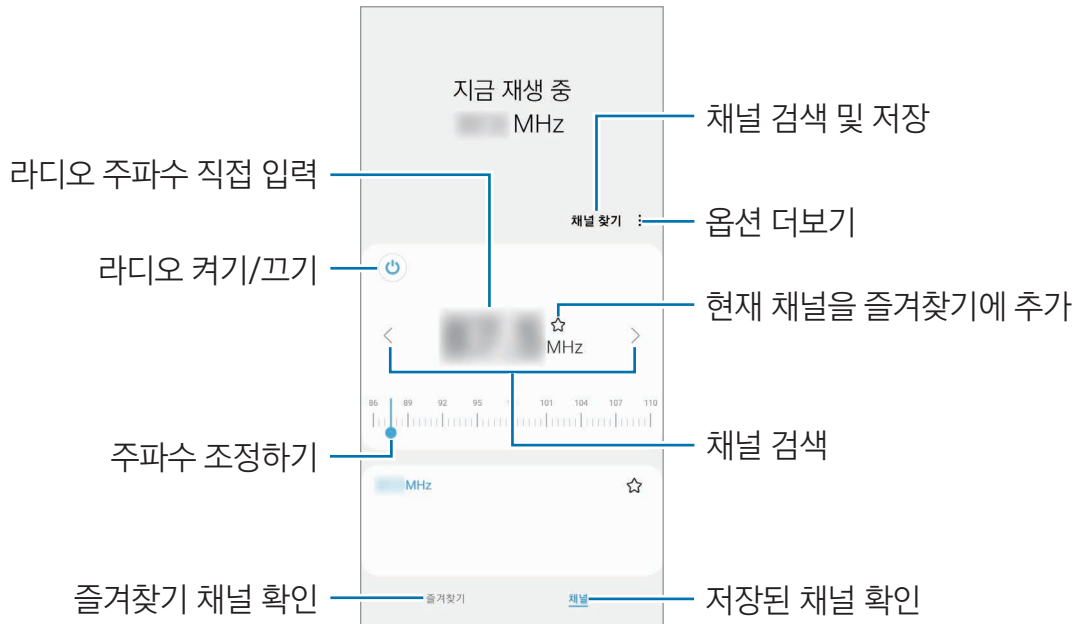 지금 재생 중
MHz
채널 검색 및 저장
라디오 주파수 직접 입력
채널 찾기
옵션 더보기
라디오 켜기/끄기
현재 채널을 즐겨찾기에 추가
MHz
86 89 92 95 101 104 107 110
주파수 조정하기
채널 검색
MHz
즐겨찾기 채널 확인
즐겨찾기
채널
저장된 채널 확인